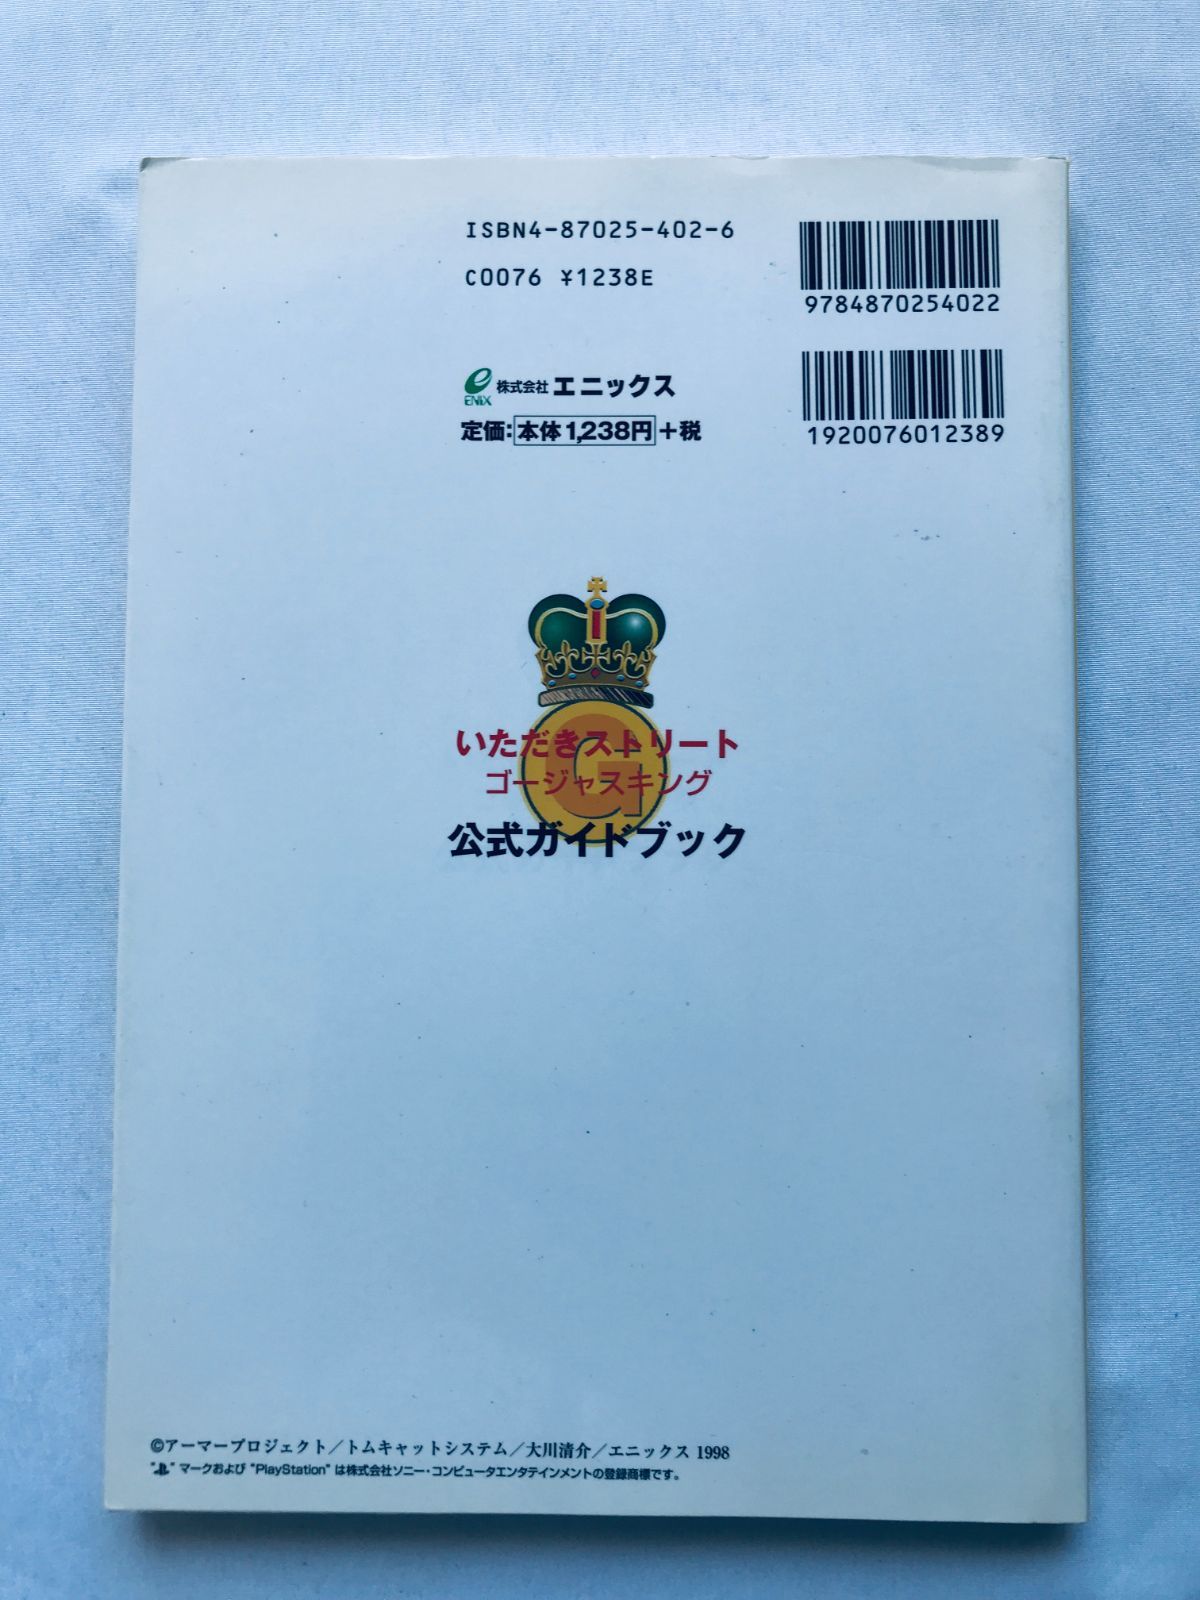 ISBN4-87025-402-6
C0076 ¥1238E
9784870254022
ENIX 株式会社 エニックス
定価:本体1,238円+税
1920076012389
G
いただきストリート
ゴージャスキング
公式ガイドブック
©アーマープロジェクト／トムキャットシステム／大川清介／エニックス 1998
" "マークおよび "PlayStation" は株式会社ソニー・コンピュータエンタテインメントの登録商標です。